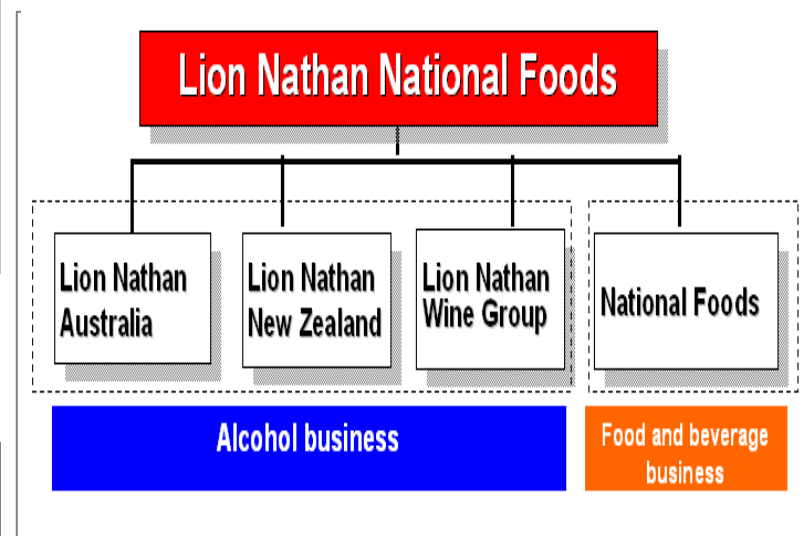 Lion Nathan National Foods
Lion Nathan
Australia
Lion Nathan
New Zealand
Lion Nathan
Wine Group
National Foods
Alcohol business
Food and beverage
business